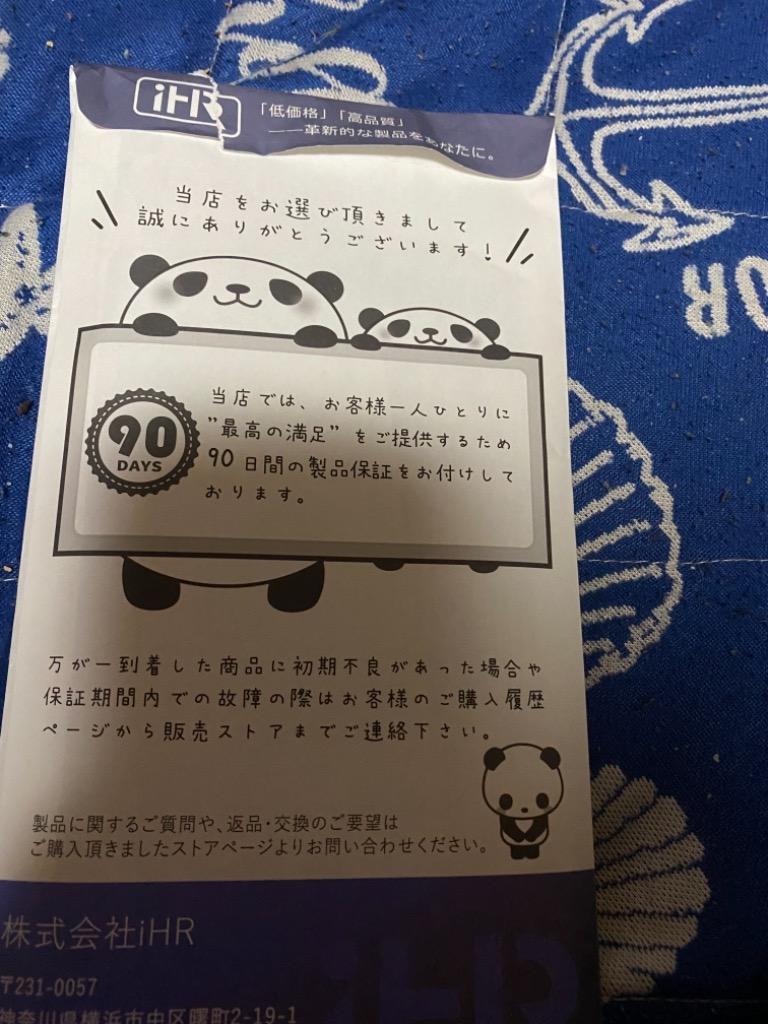 iHR
「低価格」「高品質」
――革新的な製品をあなたに。
当店をお選び頂きまして
誠にありがとうございます!
90
DAYS
当店では、お客様一人ひとりに
"最高の満足" をご提供するため
90日間の製品保証をお付けして
おります。
万が一到着した商品に初期不良があった場合や
保証期間内での故障の際はお客様のご購入履歴
ページから販売ストアまでご連絡下さい。
製品に関するご質問や、返品・交換のご要望は
ご購入頂きましたストアページよりお問い合わせください。
株式会社iHR
〒231-0057
神奈川県横浜市中区曙町2-19-1